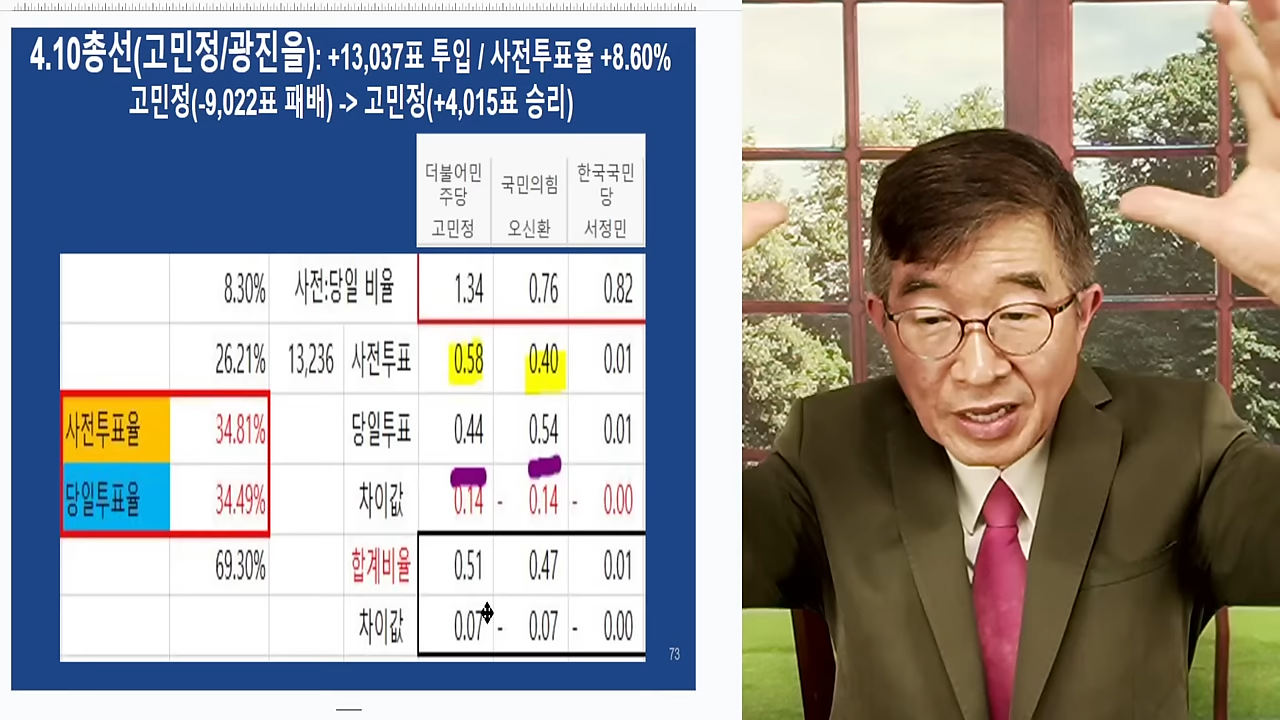 4.10총선(고민정/광진을): +13,037표 투입 / 사전투표율 +8.60%
고민정(-9,022표 패배) -> 고민정(+4,015표 승리)
더불어민주당 국민의힘 한국국민당
고민정 오신환 서정민
8.30% 사전:당일 비율 1.34 0.76 0.82
26.21% 13,236 사전투표 0.58 0.40 0.01
사전투표율 34.81% 당일투표 0.44 0.54 0.01
당일투표율 34.49% 차이값 0.14 - 0.14 - 0.00
69.30% 합계비율 0.51 0.47 0.01
차이값 0.07 - 0.07 - 0.00
73